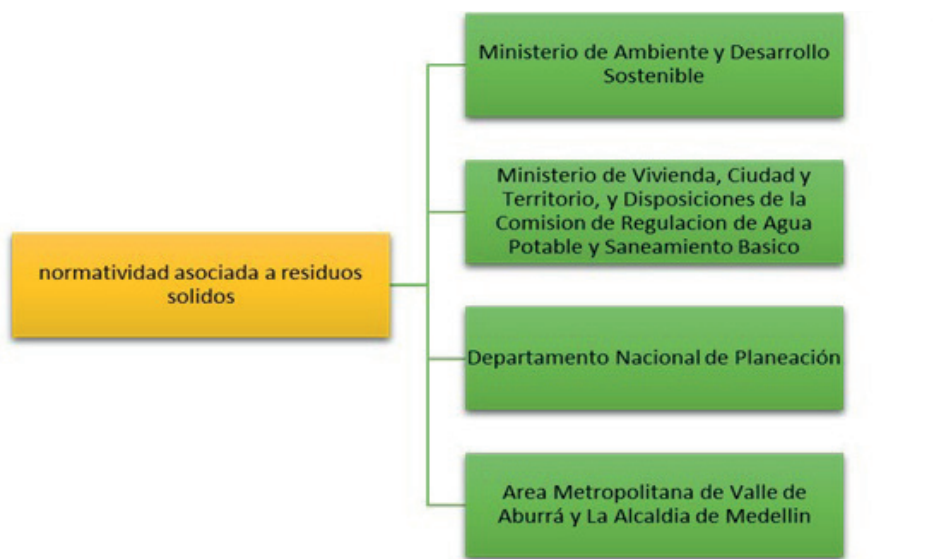 Ministerio de Ambiente y Desarrollo
Sostenible
Ministerio de Vivienda, Ciudad y
Territorio, y Disposiciones de la
Comision de Regulacion de Agua
Potable y Saneamiento Basico
normatividad asociada a residuos
solidos
Departamento Nacional de Planeación
Area Metropolitana de Valle de
Aburrá y La Alcaldia de Medellin